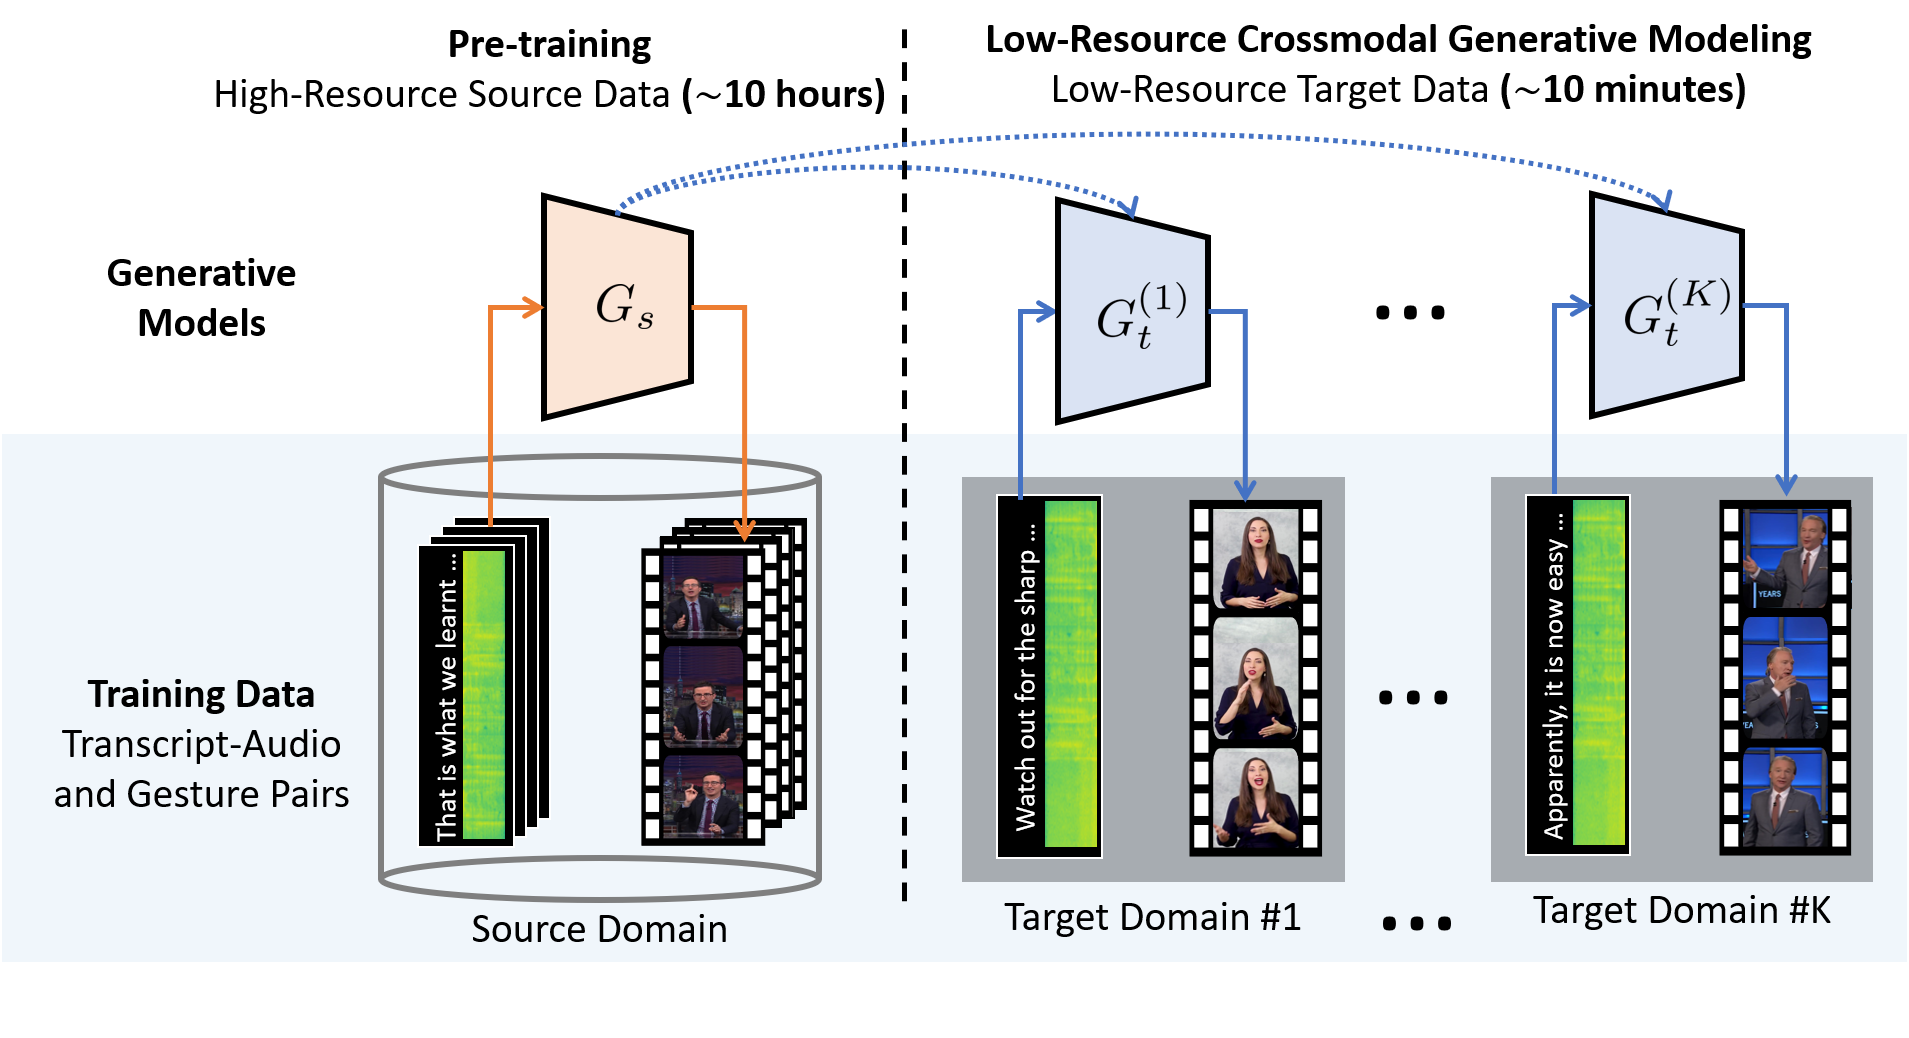 Pre-training
High-Resource Source Data (~10 hours)
Low-Resource Crossmodal Generative Modeling
Low-Resource Target Data (~10 minutes)
Generative
Models
G_s
G_t^{(1)}
...
G_t^{(K)}
Training Data
Transcript-Audio
and Gesture Pairs
That is what we learnt ...
Watch out for the sharp ...
...
Apparently, it is now easy ...
YEARS
YEA
Source Domain
Target Domain #1
...
Target Domain #K